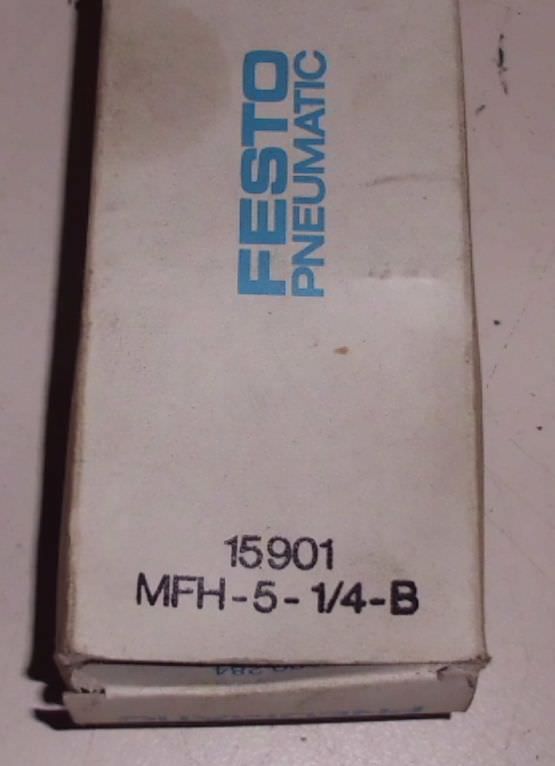 FESTO
PNEUMATIC
15901
MFH-5-1/4-B